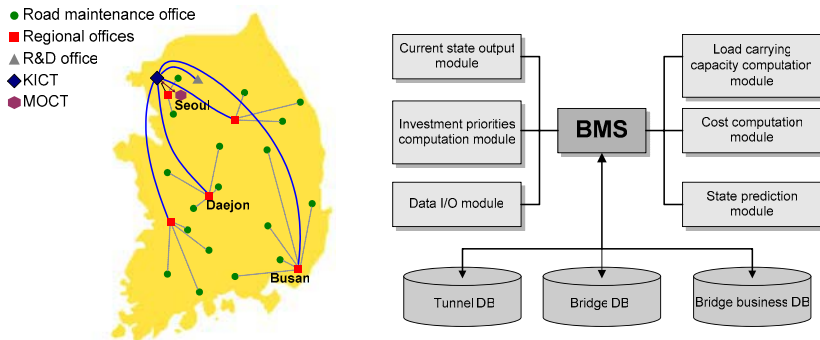 Road maintenance office
Regional offices
R&D office
KICT
MOCT
Seoul
Daejon
Busan
Current state output
module
Investment priorities
computation module
Data I/O module
BMS
Load carrying
capacity computation
module
Cost computation
module
State prediction
module
Tunnel DB
Bridge DB
Bridge business DB